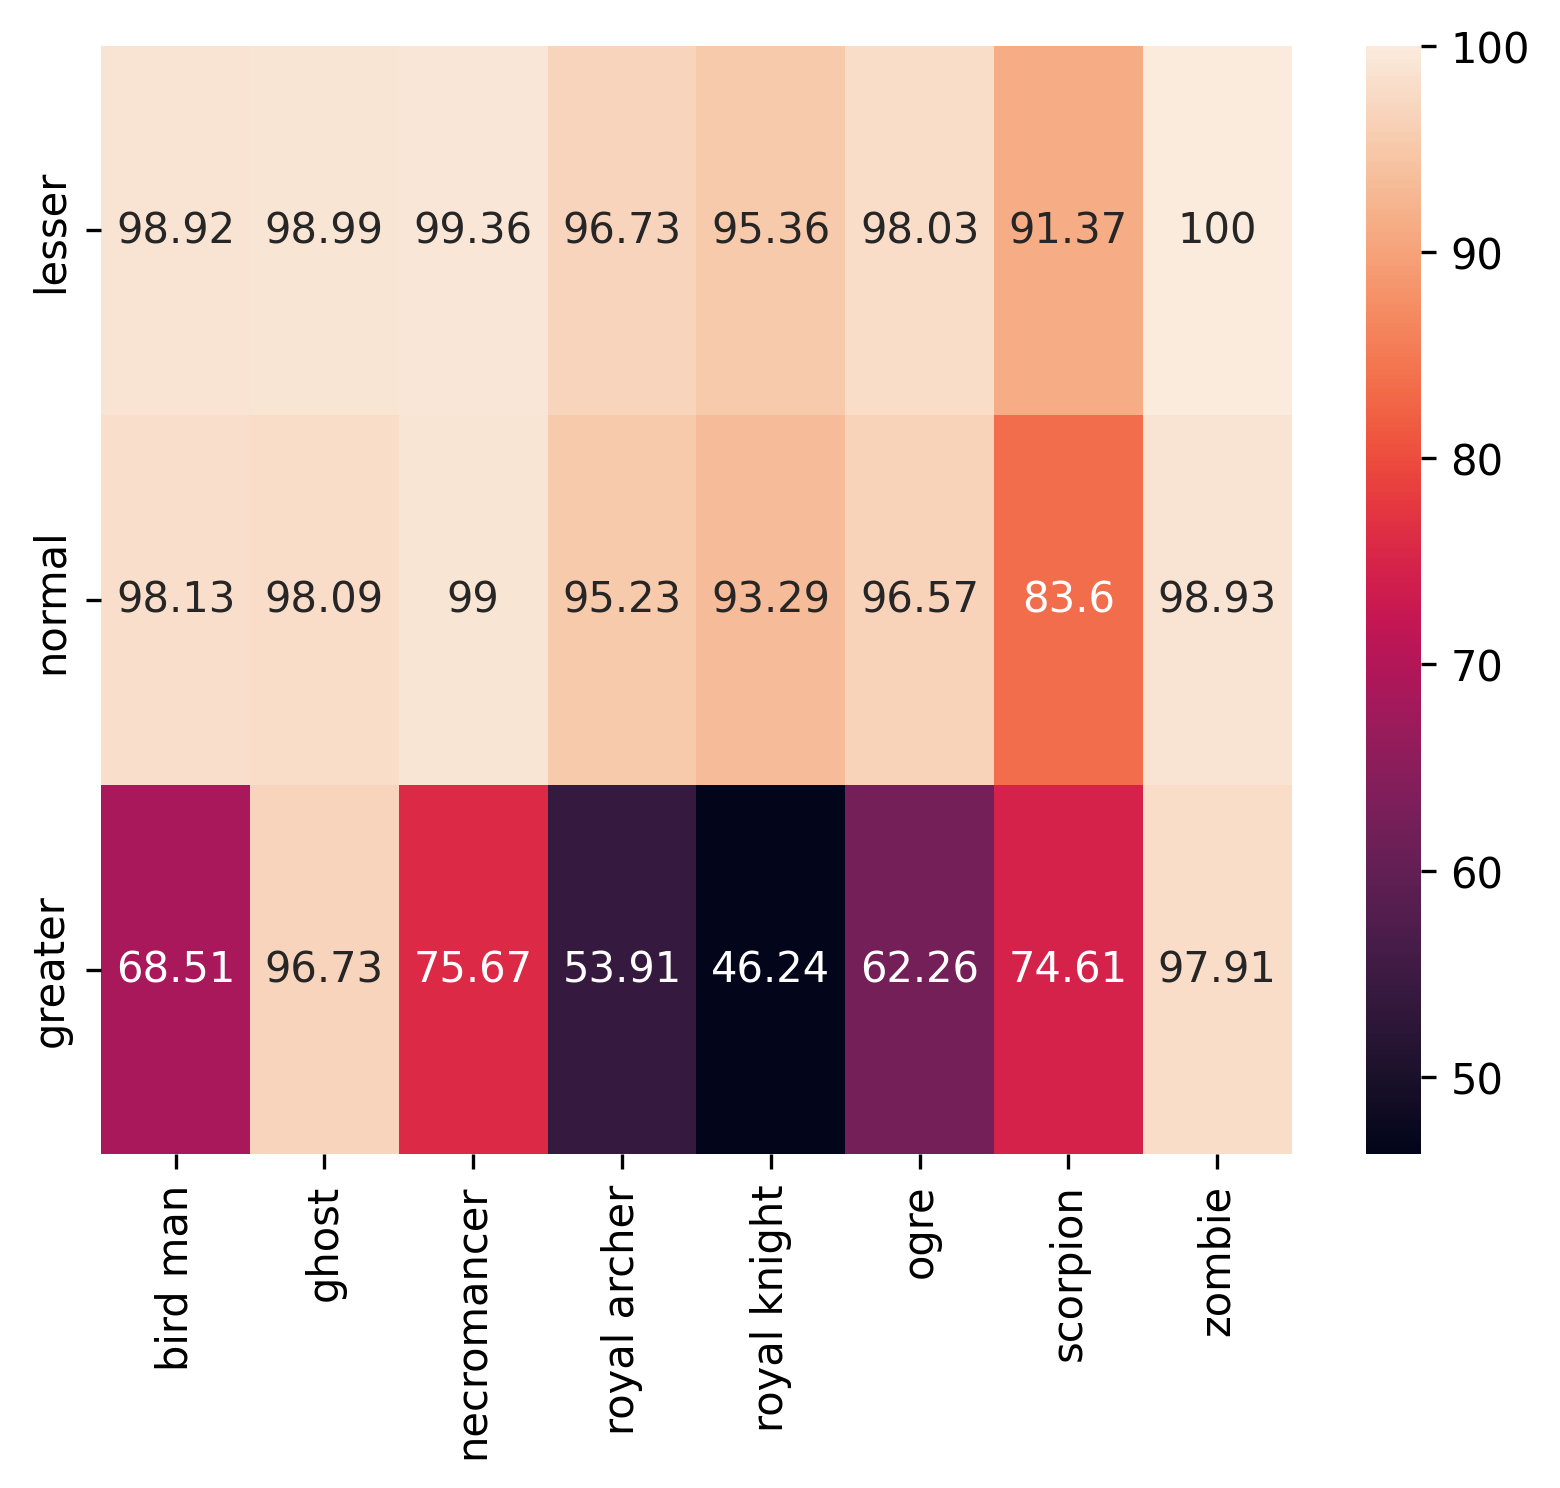 100
lesser 98.92 98.99 99.36 96.73 95.36 98.03 91.37 100
90
80
normal 98.13 98.09 99 95.23 93.29 96.57 83.6 98.93
70
60
greater 68.51 96.73 75.67 53.91 46.24 62.26 74.61 97.91
50
bird man
ghost
necromancer
royal archer
royal knight
ogre
scorpion
zombie